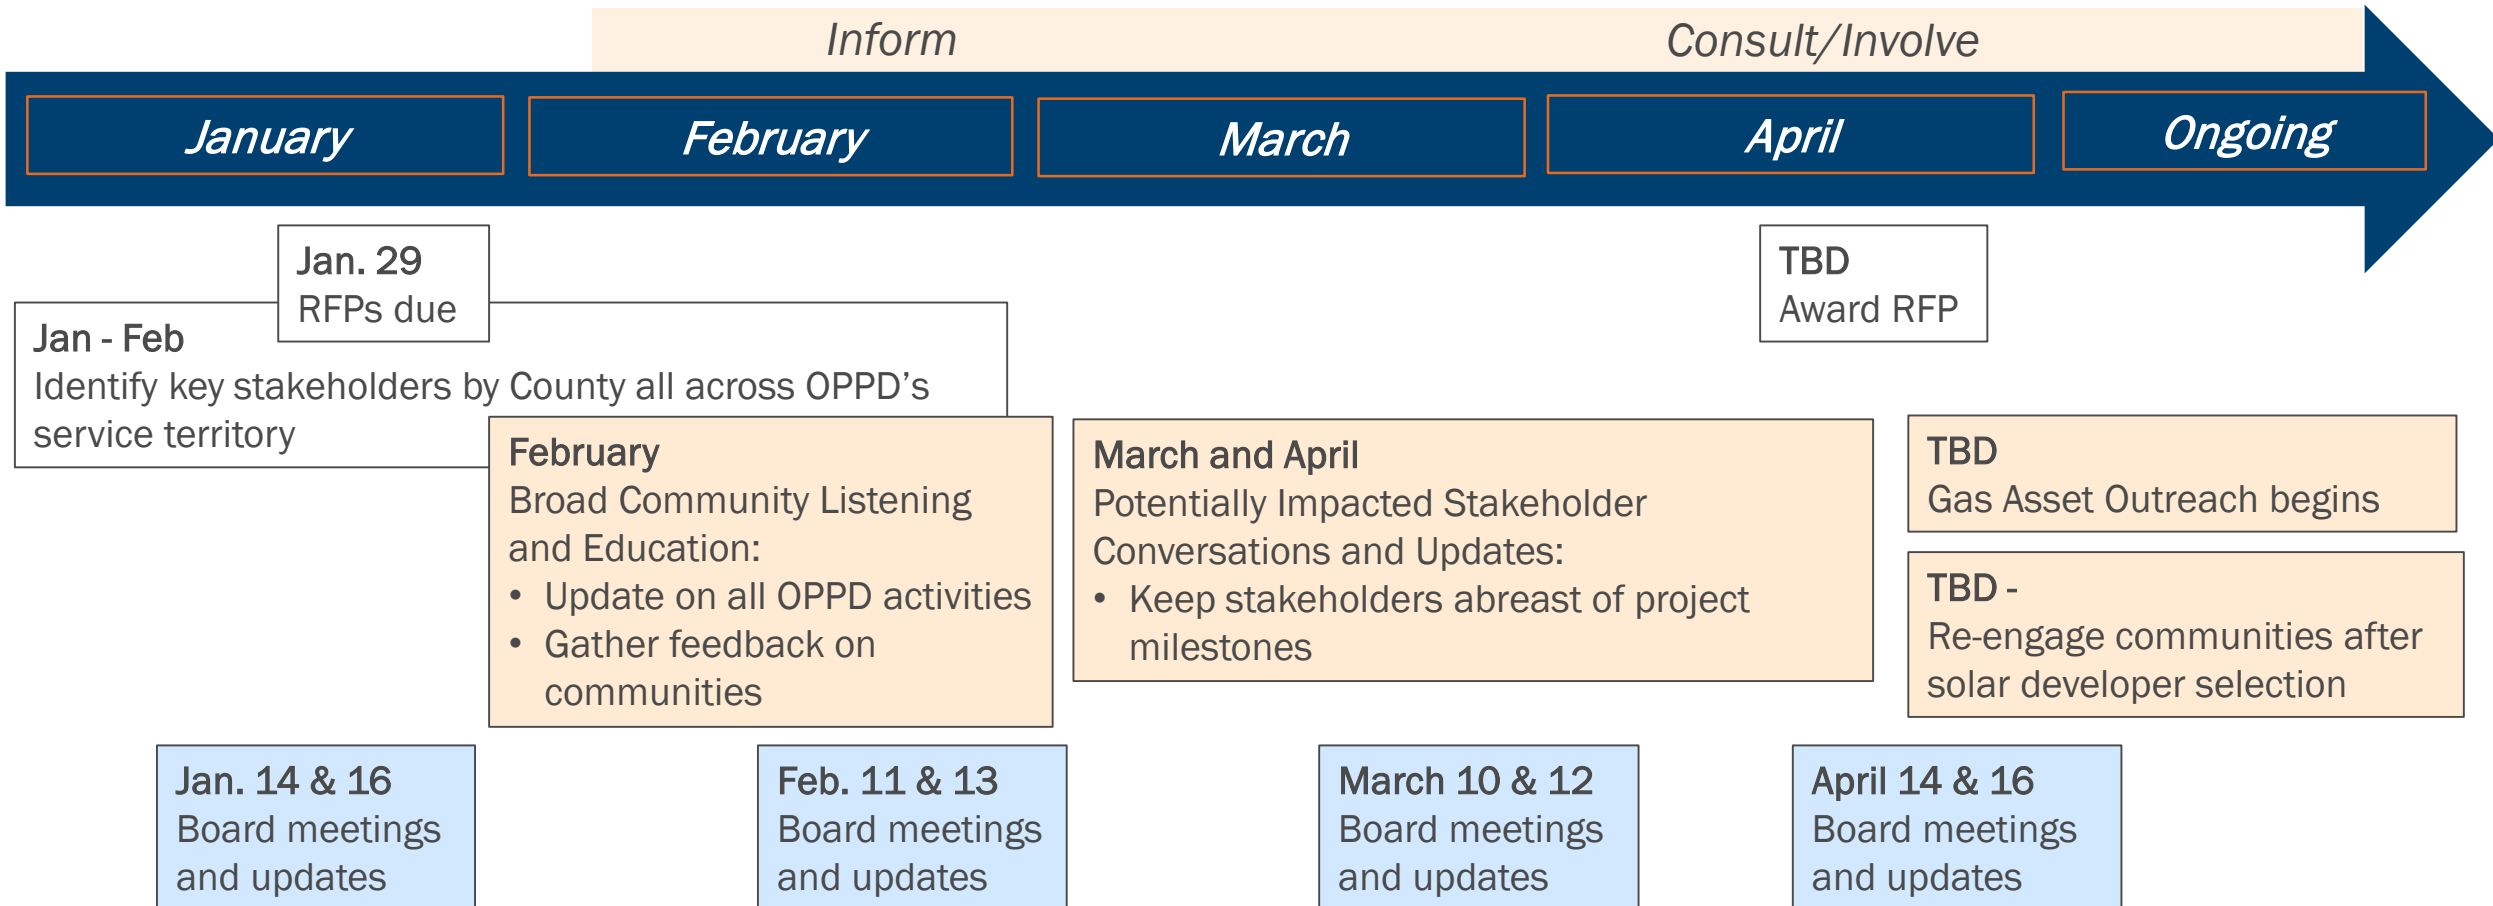 Inform
Consult/Involve
January
February
March
April
Ongoing
Jan. 29
RFPs due
TBD
Award RFP
Jan - Feb
Identify key stakeholders by County all across OPPD’s
service territory
February
Broad Community Listening
and Education:
• Update on all OPPD activities
• Gather feedback on
communities
March and April
Potentially Impacted Stakeholder
Conversations and Updates:
• Keep stakeholders abreast of project
milestones
TBD
Gas Asset Outreach begins
TBD -
Re-engage communities after
solar developer selection
Jan. 14 & 16
Board meetings
and updates
Feb. 11 & 13
Board meetings
and updates
March 10 & 12
Board meetings
and updates
April 14 & 16
Board meetings
and updates